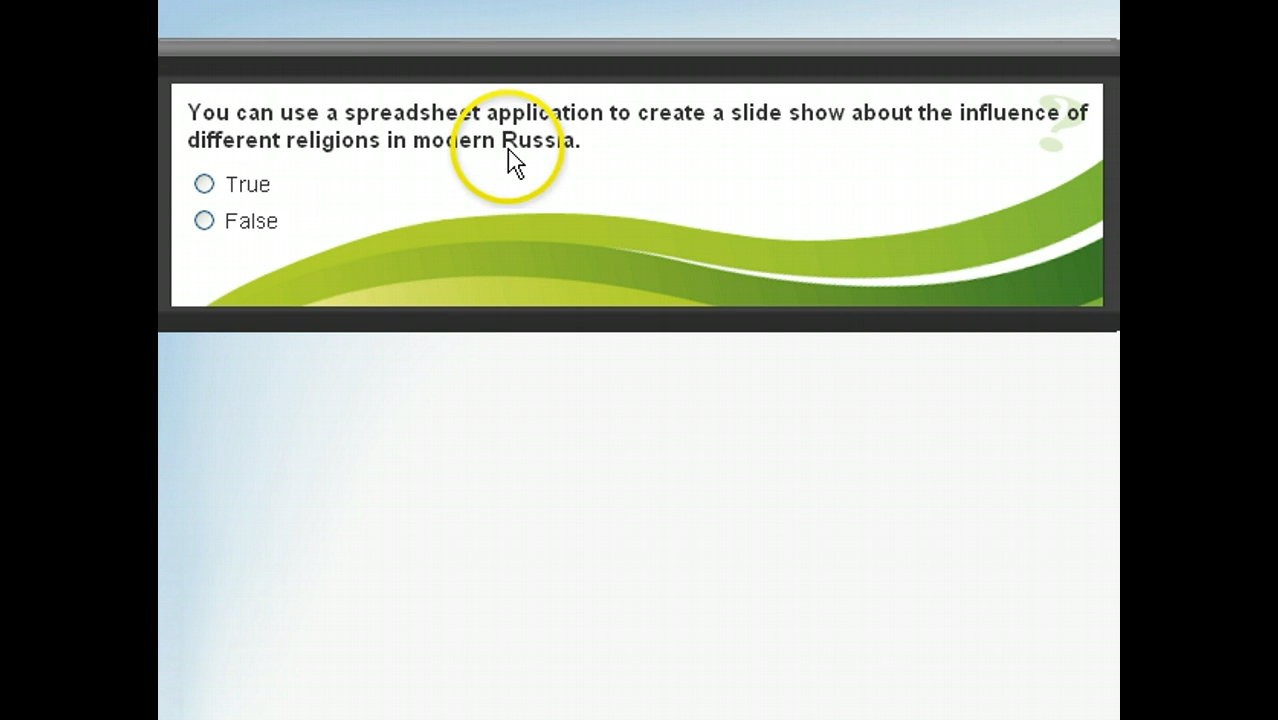 You can use a spreadsheet application to create a slide show about the influence of
different religions in modern Russia.
True
False